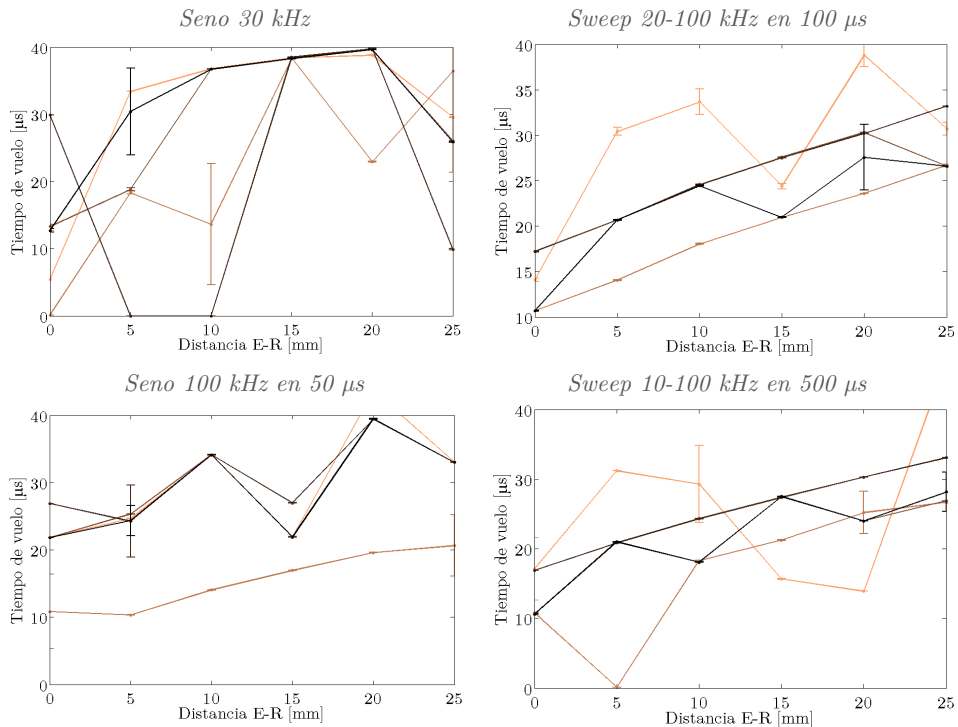 Seno 30 kHz
Tiempo de vuelo [µs]
40
30
20
10
0
0 5 10 15 20 25
Distancia E-R [mm]
Sweep 20-100 kHz en 100 µs
Tiempo de vuelo [µs]
40
35
30
25
20
15
10
0 5 10 15 20 25
Distancia E-R [mm]
Seno 100 kHz en 50 µs
Tiempo de vuelo [µs]
40
30
20
10
0
0 5 10 15 20 25
Distancia E-R [mm]
Sweep 10-100 kHz en 500 µs
Tiempo de vuelo [µs]
40
30
20
10
0
0 5 10 15 20 25
Distancia E-R [mm]